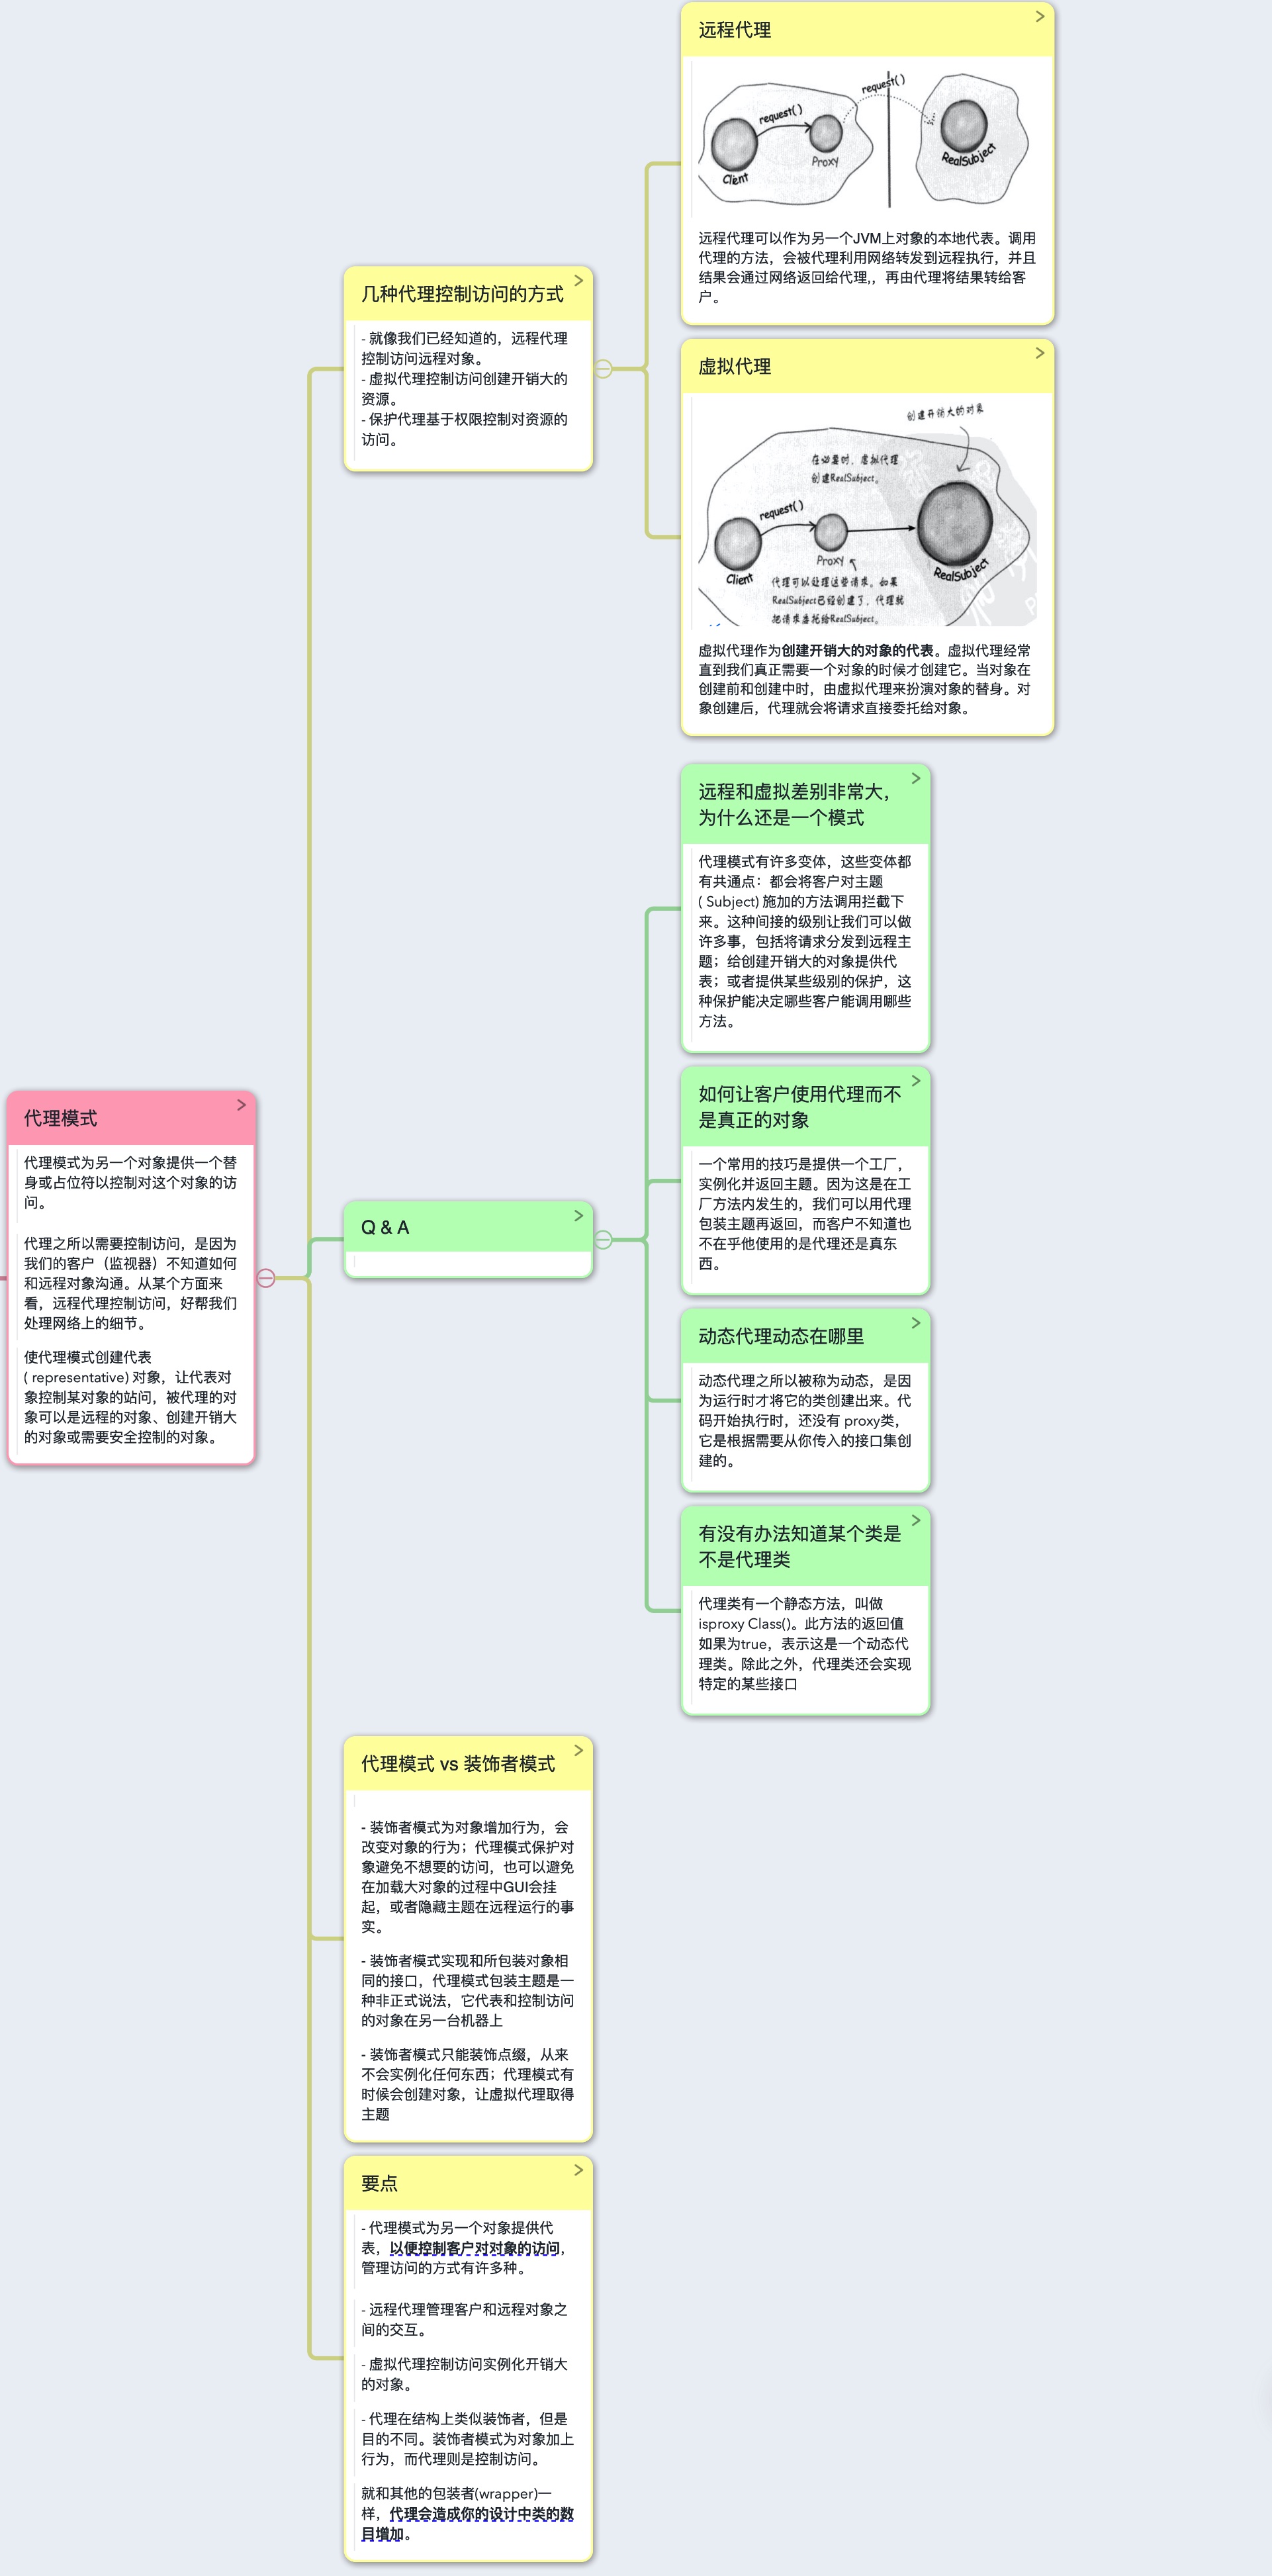 远程代理
request()
request()
Client
Proxy
RealSubject
远程代理可以作为另一个JVM上对象的本地代表。调用
代理的方法，会被代理利用网络转发到远程执行，并且
结果会通过网络返回给代理,，再由代理将结果转给客
户。
几种代理控制访问的方式
- 就像我们已经知道的，远程代理
控制访问远程对象。
- 虚拟代理控制访问创建开销大的
资源。
- 保护代理基于权限控制对资源的
访问。
虚拟代理
创建开销大的对象
在必要时，虚拟代理
创建RealSubject。
request()
Client
Proxy
RealSubject
代理可以处理这些请求。如果
RealSubject已经创建了，代理就
把请求委托给RealSubject。
虚拟代理作为创建开销大的对象的代表。虚拟代理经常
直到我们真正需要一个对象的时候才创建它。当对象在
创建前和创建中时，由虚拟代理来扮演对象的替身。对
象创建后，代理就会将请求直接委托给对象。
远程和虚拟差别非常大，
为什么还是一个模式
代理模式有许多变体，这些变体都
有共通点：都会将客户对主题
( Subject) 施加的方法调用拦截下
来。这种间接的级别让我们可以做
许多事，包括将请求分发到远程主
题；给创建开销大的对象提供代
表；或者提供某些级别的保护，这
种保护能决定哪些客户能调用哪些
方法。
如何让客户使用代理而不
是真正的对象
一个常用的技巧是提供一个工厂，
实例化并返回主题。因为这是在工
厂方法内发生的，我们可以用代理
包装主题再返回，而客户不知道也
不在乎他使用的是代理还是真东
西。
代理模式
代理模式为另一个对象提供一个替
身或占位符以控制对这个对象的访
问。
代理之所以需要控制访问，是因为
我们的客户（监视器）不知道如何
和远程对象沟通。从某个方面来
看，远程代理控制访问，好帮我们
处理网络上的细节。
使代理模式创建代表
( representative) 对象，让代表对
象控制某对象的站问，被代理的对
象可以是远程的对象、创建开销大
的对象或需要安全控制的对象。
Q & A
动态代理动态在哪里
动态代理之所以被称为动态，是因
为运行时才将它的类创建出来。代
码开始执行时，还没有 proxy类，
它是根据需要从你传入的接口集创
建的。
有没有办法知道某个类是
不是代理类
代理类有一个静态方法，叫做
isproxy Class()。此方法的返回值
如果为true，表示这是一个动态代
理类。除此之外，代理类还会实现
特定的某些接口
代理模式 vs 装饰者模式
- 装饰者模式为对象增加行为，会
改变对象的行为；代理模式保护对
象避免不想要的访问，也可以避免
在加载大对象的过程中GUI会挂
起，或者隐藏主题在远程运行的事
实。
- 装饰者模式实现和所包装对象相
同的接口，代理模式包装主题是一
种非正式说法，它代表和控制访问
的对象在另一台机器上
- 装饰者模式只能装饰点缀，从来
不会实例化任何东西；代理模式有
时候会创建对象，让虚拟代理取得
主题
要点
- 代理模式为另一个对象提供代
表，以便控制客户对对象的访问，
管理访问的方式有许多种。
- 远程代理管理客户和远程对象之
间的交互。
- 虚拟代理控制访问实例化开销大
的对象。
- 代理在结构上类似装饰者，但是
目的不同。装饰者模式为对象加上
行为，而代理则是控制访问。
就和其他的包装者(wrapper)一
样，代理会造成你的设计中类的数
目增加。